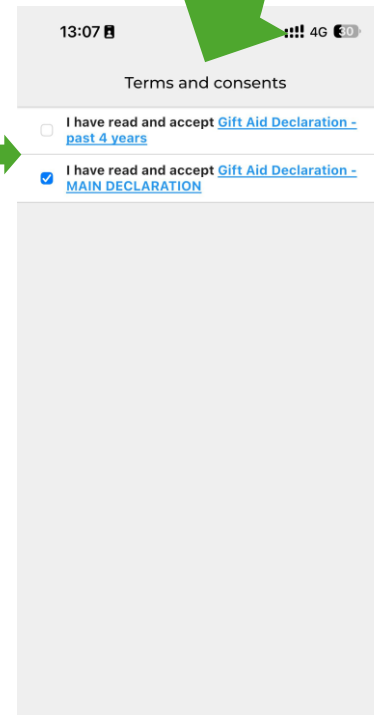 13:07 4G 30
Terms and consents
I have read and accept Gift Aid Declaration -
past 4 years
I have read and accept Gift Aid Declaration -
MAIN DECLARATION